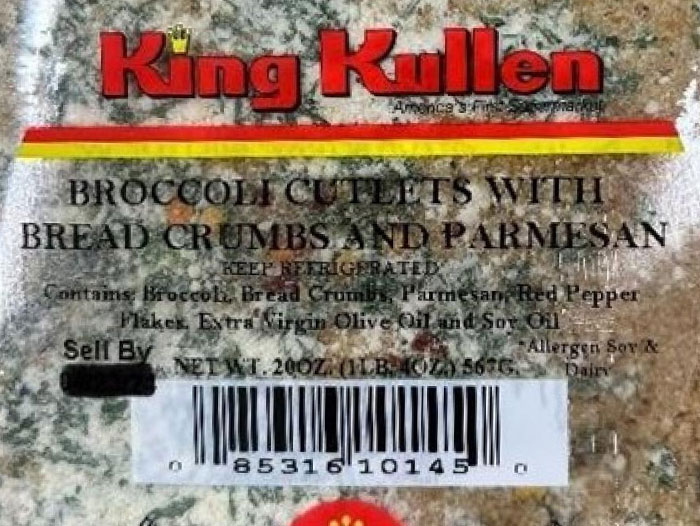 King Kullen
America's First Supermarket
BROCCOLI CUTLETS WITH
BREAD CRUMBS AND PARMESAN
KEEP REFRIGERATED
Contains: Broccoli, Bread Crumbs, Parmesan, Red Pepper
Flakes, Extra Virgin Olive Oil and Soy Oil
Sell By
*Allergen Soy &
Dairy
NET WT. 20OZ. (1LB. 4OZ.) 567G.
0 85316 10145 0